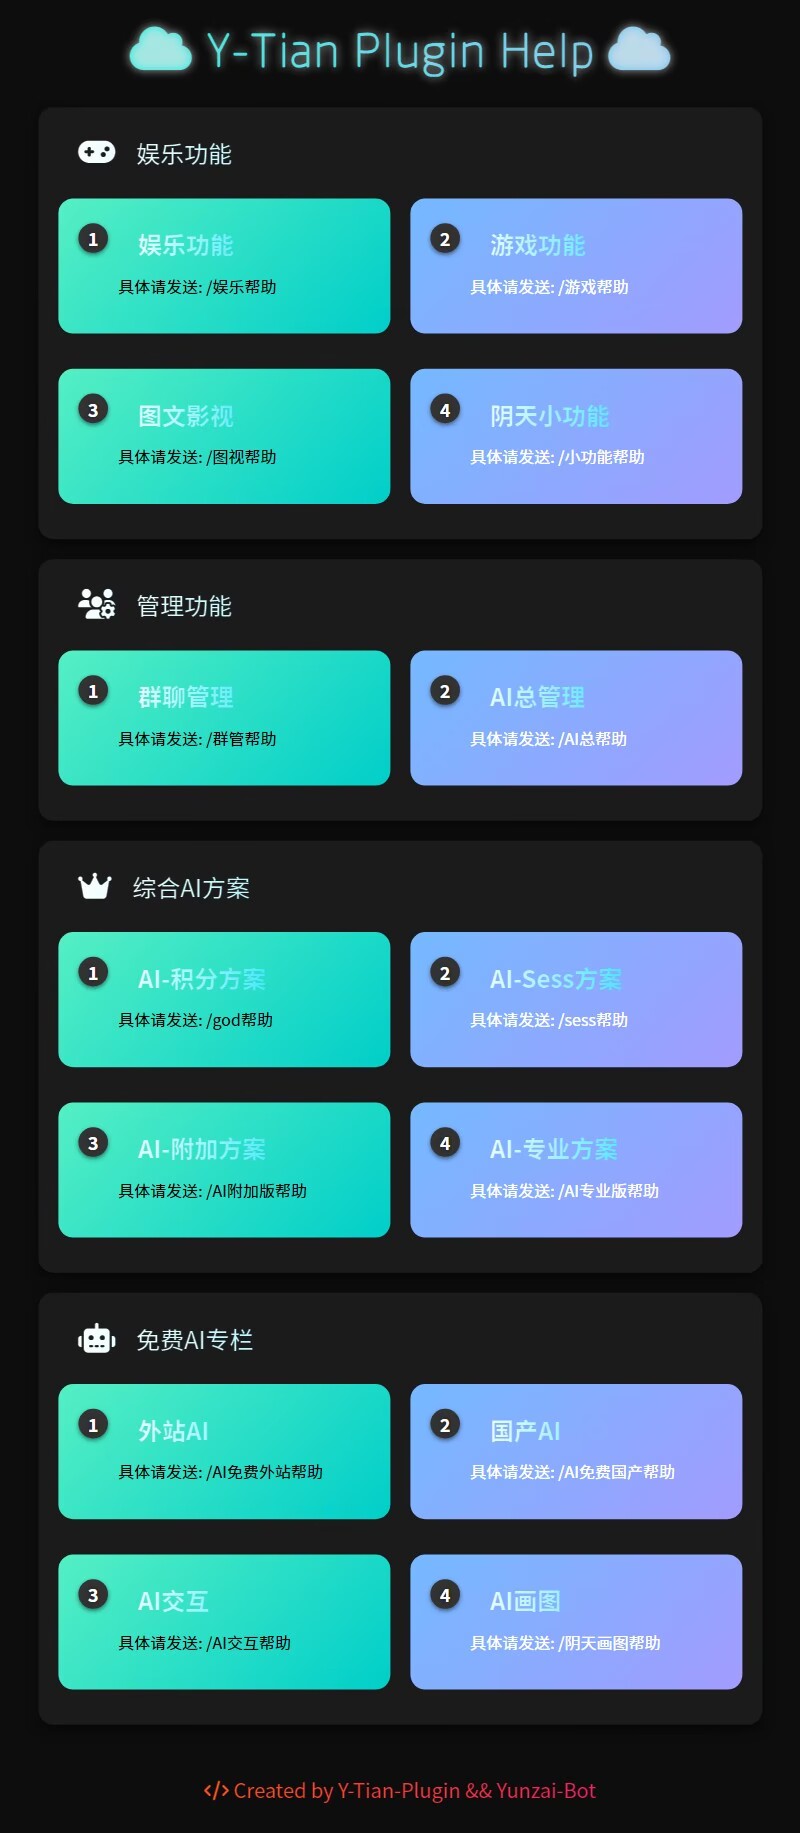 Y-Tian Plugin Help
娱乐功能
1 娱乐功能
具体请发送: /娱乐帮助
2 游戏功能
具体请发送: /游戏帮助
3 图文影视
具体请发送: /图视帮助
4 阴天小功能
具体请发送: /小功能帮助
管理功能
1 群聊管理
具体请发送: /群管帮助
2 AI总管理
具体请发送: /AI总帮助
综合AI方案
1 AI-积分方案
具体请发送: /god帮助
2 AI-Sess方案
具体请发送: /sess帮助
3 AI-附加方案
具体请发送: /AI附加版帮助
4 AI-专业方案
具体请发送: /AI专业版帮助
免费AI专栏
1 外站AI
具体请发送: /AI免费外站帮助
2 国产AI
具体请发送: /AI免费国产帮助
3 AI交互
具体请发送: /AI交互帮助
4 AI画图
具体请发送: /阴天画图帮助
</> Created by Y-Tian-Plugin && Yunzai-Bot